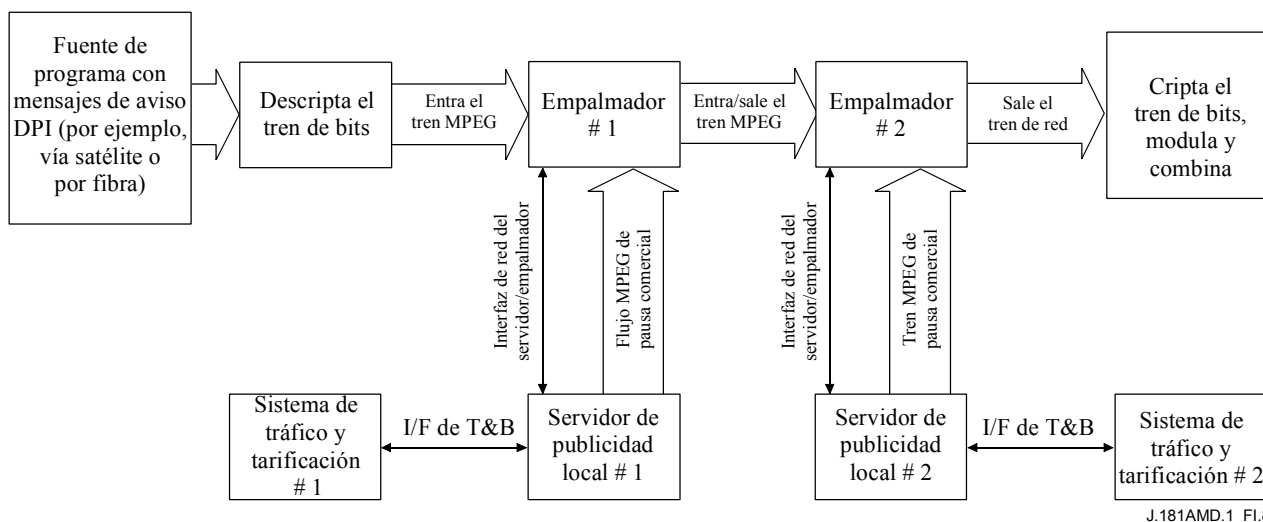 Fuente de
programa con
mensajes de aviso
DPI (por ejemplo,
vía satélite o
por fibra)
Descripta el
tren de bits
Entra el
tren MPEG
Empalmador
# 1
Entra/sale el
tren MPEG
Empalmador
# 2
Sale el
tren de red
Cripta el
tren de bits,
modula y
combina
Interfaz de red del
servidor/empalmador
Flujo MPEG de
pausa comercial
Interfaz de red del
servidor/empalmador
Tren MPEG de
pausa comercial
Sistema de
tráfico y
tarificación
# 1
I/F de T&B
Servidor de
publicidad
local # 1
Servidor de
publicidad
local # 2
I/F de T&B
Sistema de
tráfico y
tarificación # 2
J.181AMD.1_FI.8